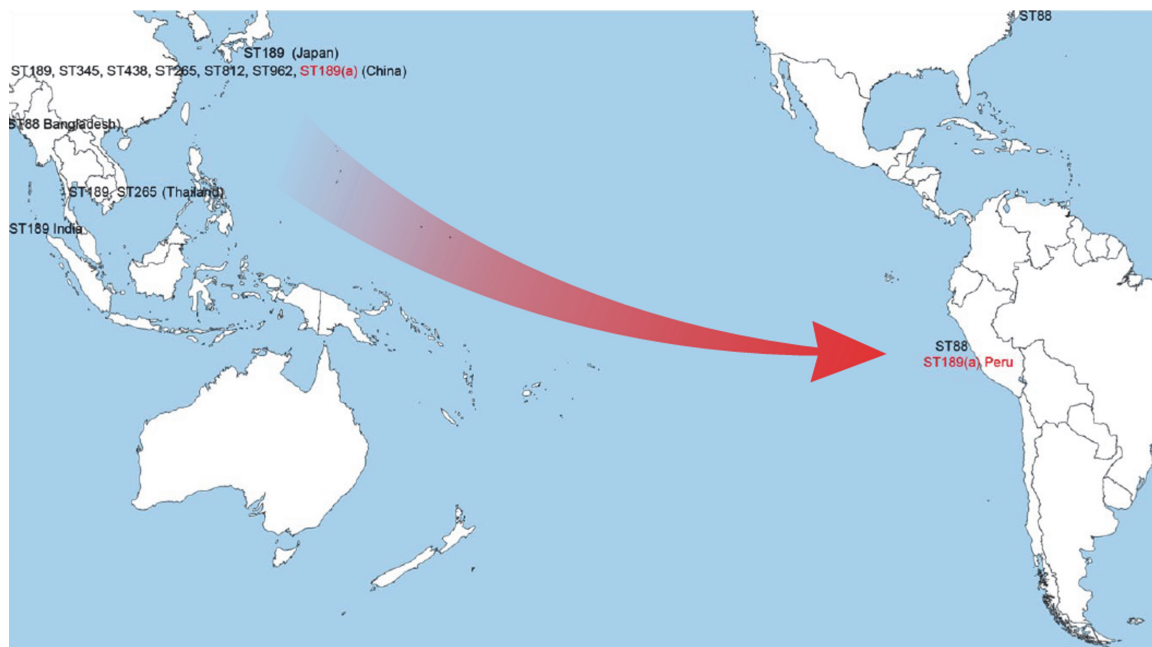 ST88
ST189 (Japan)
ST189, ST345, ST438, ST265, ST812, ST962, ST189(a) (China)
ST88 Bangladesh)
ST189, ST265 (Thailand)
ST189 India
ST88
ST189(a) Peru